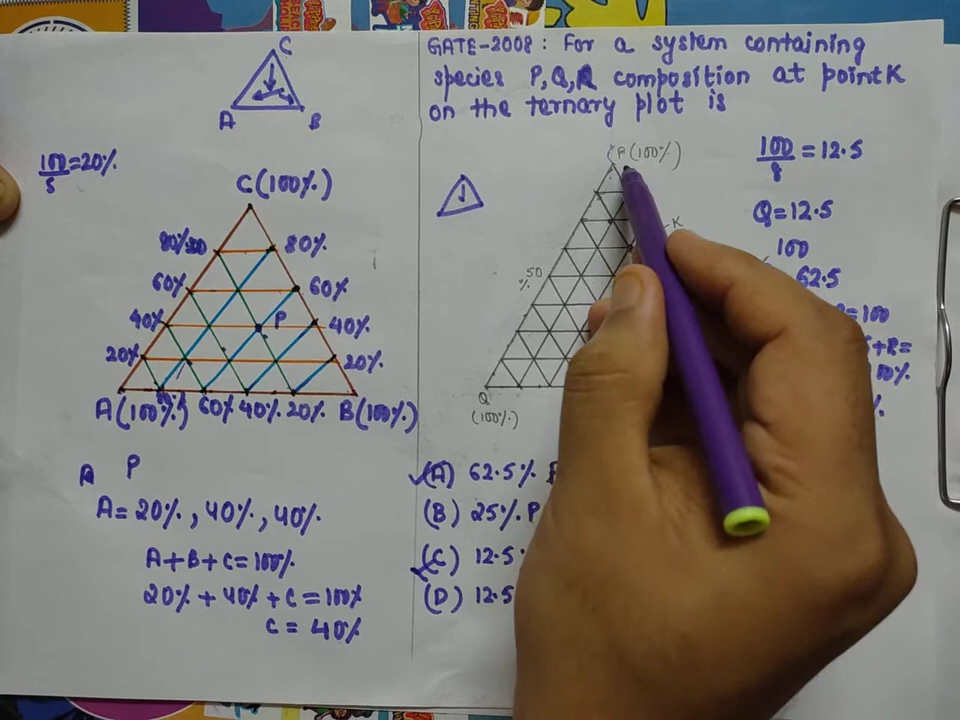 C
A B
100/5 = 20%
C (100%)
80%
60% 60%
40% P 40%
20% 20%
A (100%) 60% 40% 20% B (100%)
P
A = 20%, 40%, 40%
A + B + C = 100%
20% + 40% + C = 100%
C = 40%
GATE-2008: For a system containing
species P, Q, R composition at point K
on the ternary plot is
(100%)
K
50
%
Q
(100%)
100/8 = 12.5
Q = 12.5
100
62.5
= 100
+ R =
(A) 62.5%
(B) 25% P
(C) 12.5
(D) 12.5